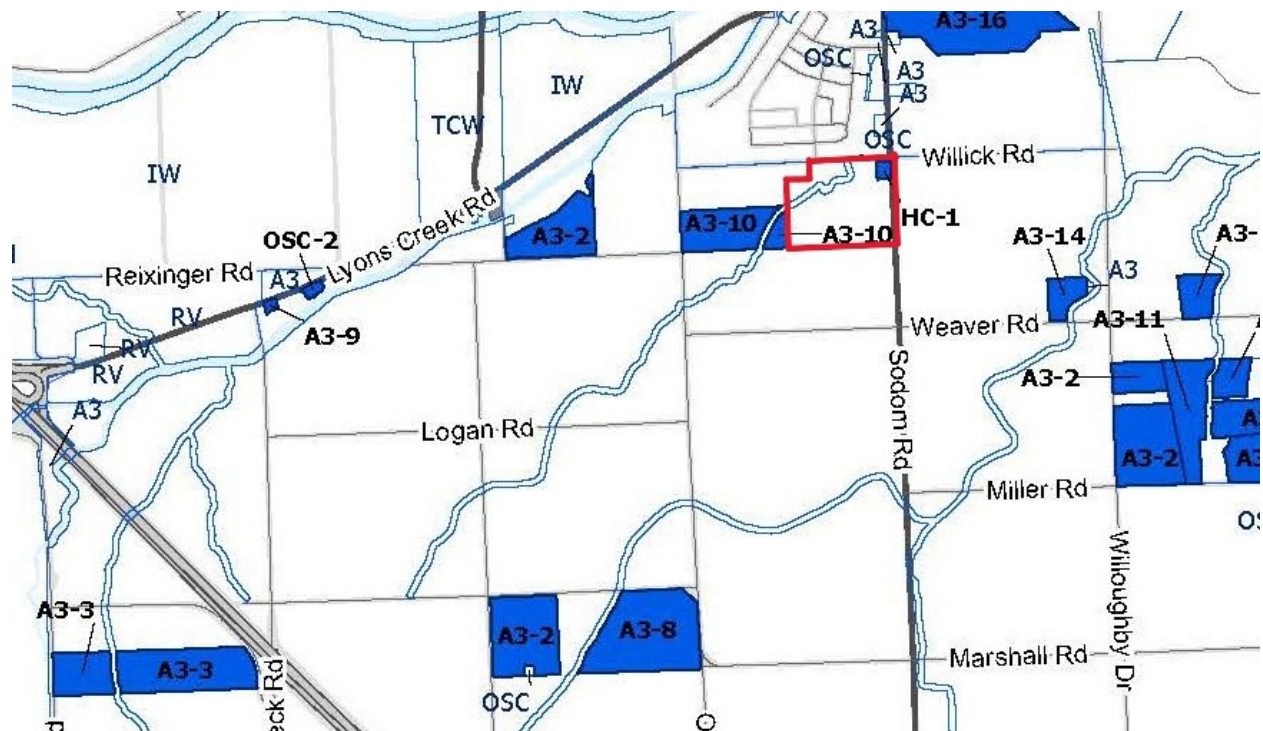 A3-16
A3
OSC
A3
IW
A3
TCW
OSC
Willick Rd
IW
Lyons Creek Rd
HC-1
A3-10
A3-2
A3-10
OSC-2
A3-14
A3-
A3
Reixinger Rd
A3
RV
Weaver Rd
A3-11
A3-9
RV
RV
A3-2
A3
Sodom Rd
Logan Rd
A3-2
A3
Miller Rd
Willoughby Dr
A3-3
A3-2
A3-8
A3-3
Marshall Rd
eck Rd
OSC